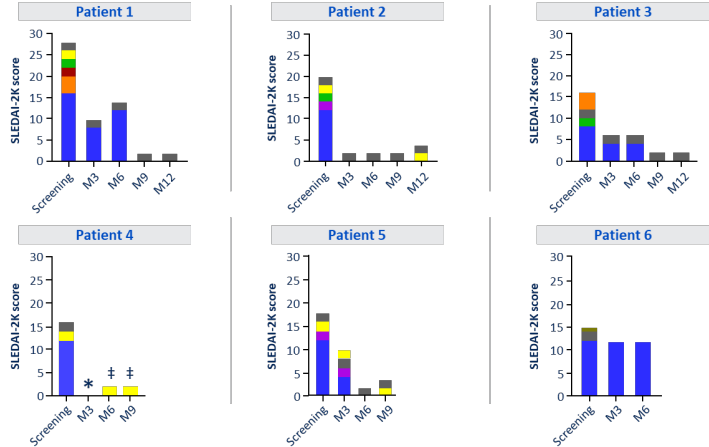 Patient 1
Patient 2
Patient 3
SLEDAI-2K score
30
25
20
15
10
5
0
Screening
M3
M6
M9
M12
SLEDAI-2K score
30
25
20
15
10
5
0
Screening
M3
M6
M9
M12
SLEDAI-2K score
30
25
20
15
10
5
0
Screening
M3
M6
M9
M12
Patient 4
Patient 5
Patient 6
SLEDAI-2K score
30
25
20
15
10
5
0
*
‡
‡
Screening
M3
M6
M9
SLEDAI-2K score
30
25
20
15
10
5
0
Screening
M3
M6
M9
SLEDAI-2K score
30
25
20
15
10
5
0
Screening
M3
M6